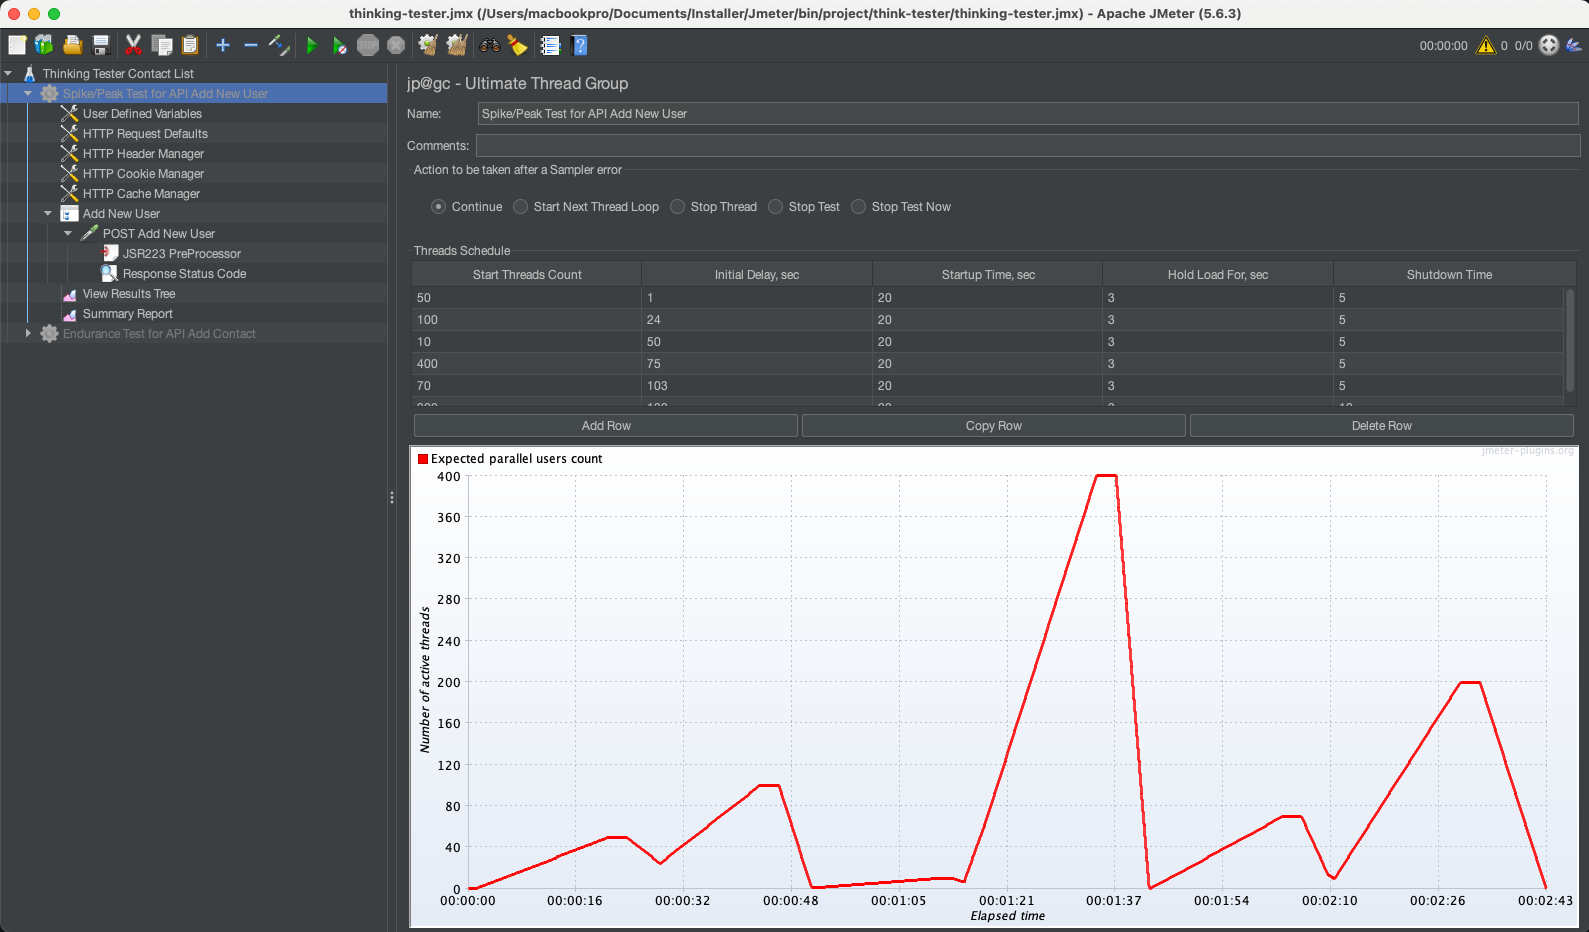 thinking-tester.jmx (/Users/macbookpro/Documents/Installer/Jmeter/bin/project/think-tester/thinking-tester.jmx) - Apache JMeter (5.6.3)
STOP
00:00:00 0 0/0
Thinking Tester Contact List
Spike/Peak Test for API Add New User
User Defined Variables
HTTP Request Defaults
HTTP Header Manager
HTTP Cookie Manager
HTTP Cache Manager
Add New User
POST Add New User
JSR223 PreProcessor
Response Status Code
View Results Tree
Summary Report
Endurance Test for API Add Contact
jp@gc - Ultimate Thread Group
Name: Spike/Peak Test for API Add New User
Comments:
Action to be taken after a Sampler error
Continue Start Next Thread Loop Stop Thread Stop Test Stop Test Now
Threads Schedule
Start Threads Count Initial Delay, sec Startup Time, sec Hold Load For, sec Shutdown Time
50 1 20 3 5
100 24 20 3 5
10 50 20 3 5
400 75 20 3 5
70 103 20 3 5
Add Row Copy Row Delete Row
jmeter-plugins.org
Expected parallel users count
400
360
320
280
240
200
160
120
80
40
0
Number of active threads
00:00:00 00:00:16 00:00:32 00:00:48 00:01:05 00:01:21 00:01:37 00:01:54 00:02:10 00:02:26 00:02:43
Elapsed time